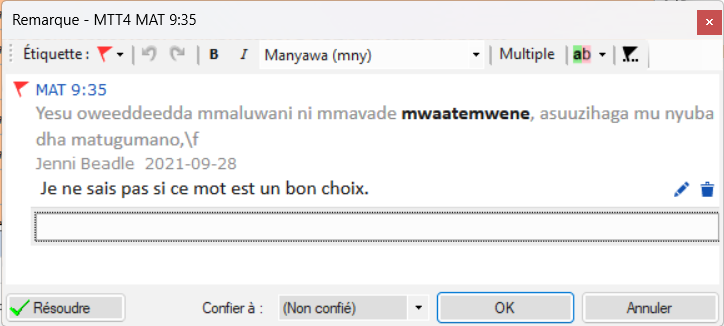 Remarque - MTT4 MAT 9:35
Étiquette : B I Manyawa (mny) Multiple ab
MAT 9:35
Yesu oweeddeedda mmaluwani ni mmavade mwaatemwene, asuuzihaga mu nyuba
dha matugumano,\f
Jenni Beadle 2021-09-28
Je ne sais pas si ce mot est un bon choix.
Résoudre Confier à : (Non confié) OK Annuler